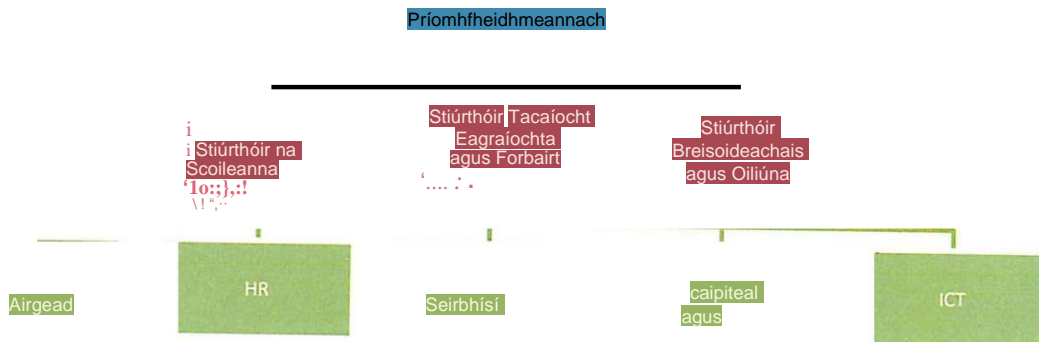 Príomhfheidhmeannach
Stiúrthóir na
Scoileanna
Stiúrthóir Tacaíocht
Eagraíochta
agus Forbairt
Stiúrthóir
Breisoideachais
agus Oiliúna
Airgead
HR
Seirbhísí
caipiteal
agus
ICT